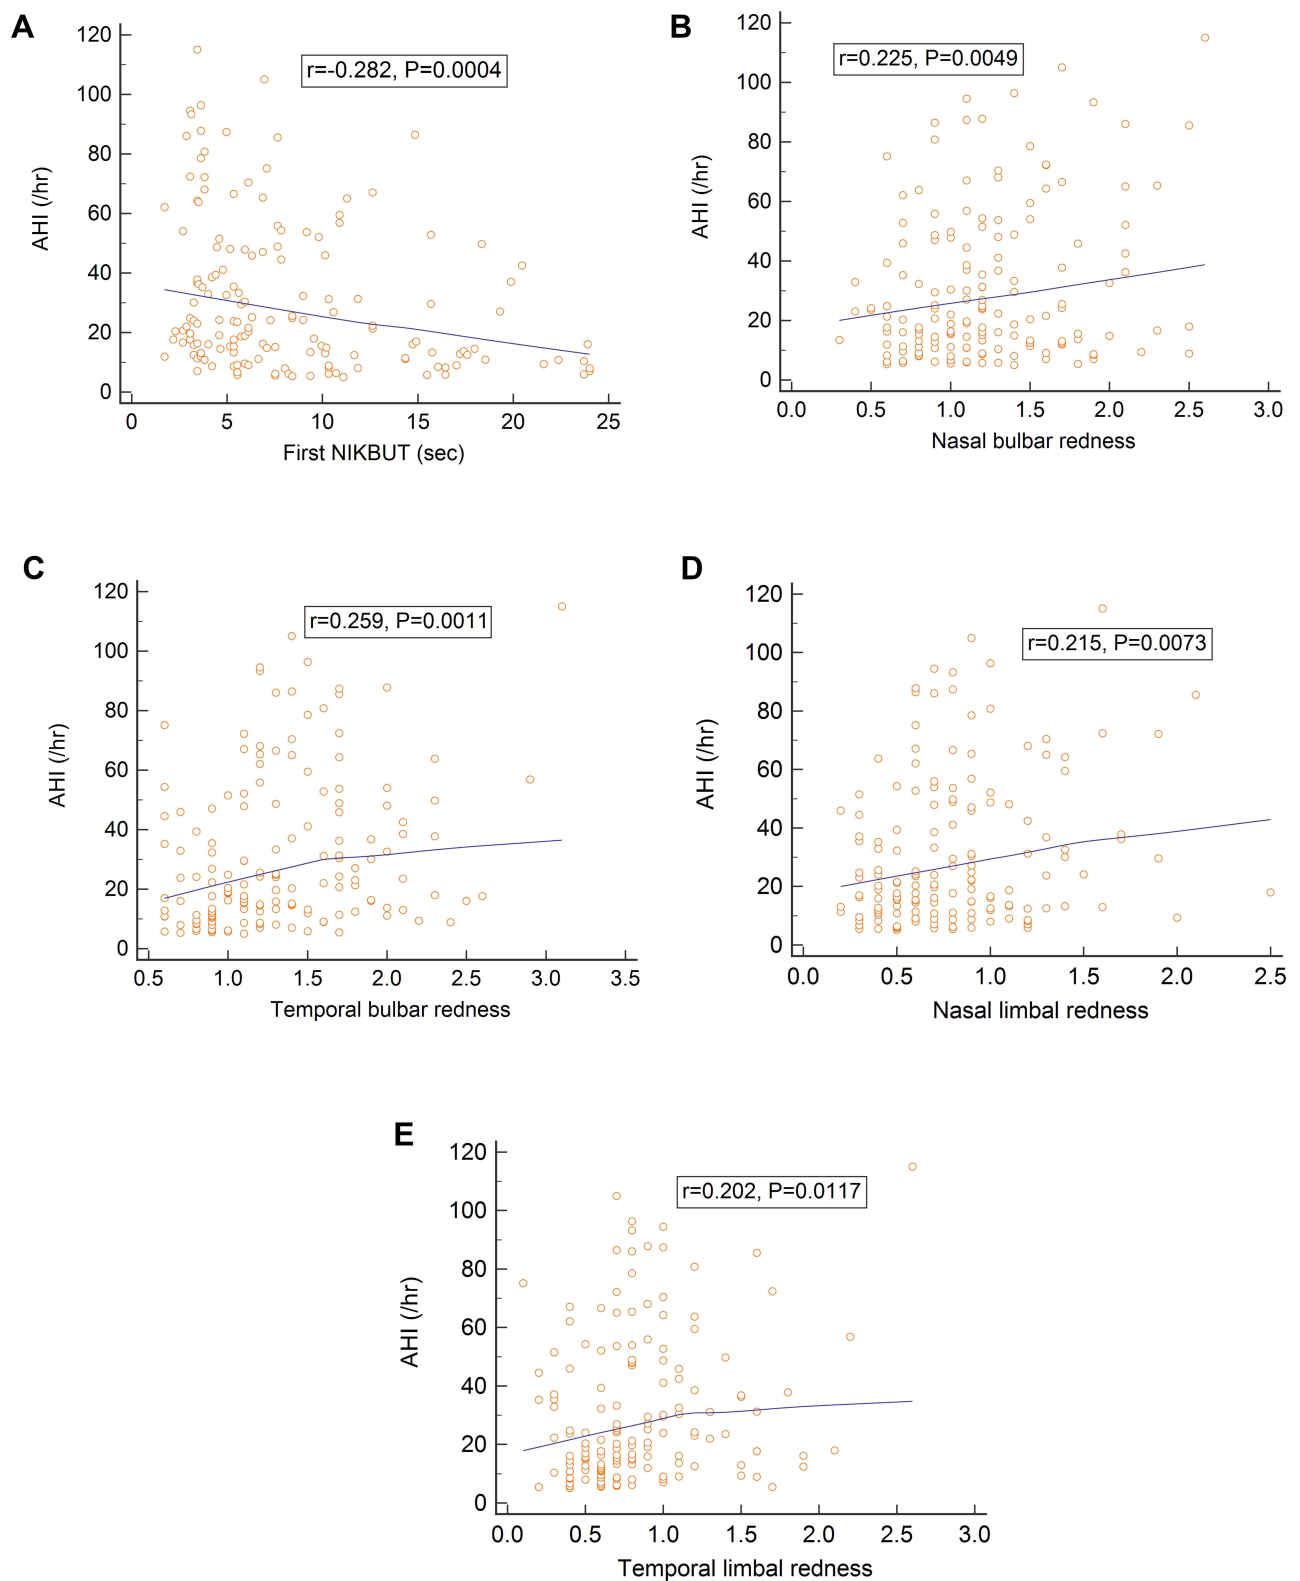 A
r=-0.282, P=0.0004
AHI (/hr)
120
100
80
60
40
20
0
0 5 10 15 20 25
First NIKBUT (sec)
B
r=0.225, P=0.0049
AHI (/hr)
120
100
80
60
40
20
0
0.0 0.5 1.0 1.5 2.0 2.5 3.0
Nasal bulbar redness
C
r=0.259, P=0.0011
AHI (/hr)
120
100
80
60
40
20
0
0.5 1.0 1.5 2.0 2.5 3.0 3.5
Temporal bulbar redness
D
r=0.215, P=0.0073
AHI (/hr)
120
100
80
60
40
20
0
0.0 0.5 1.0 1.5 2.0 2.5
Nasal limbal redness
E
r=0.202, P=0.0117
AHI (/hr)
120
100
80
60
40
20
0
0.0 0.5 1.0 1.5 2.0 2.5 3.0
Temporal limbal redness